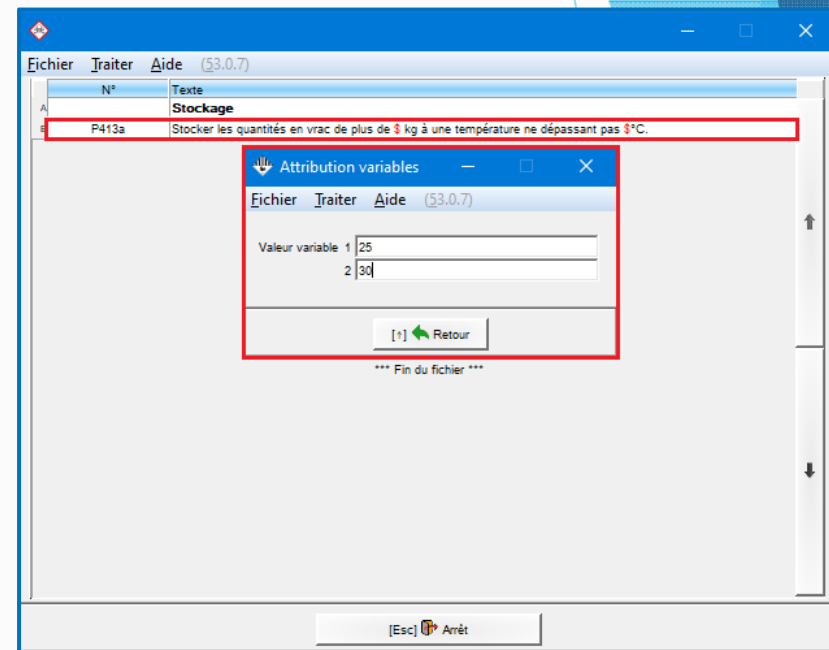 Fichier Traiter Aide (53.0.7)
N° Texte
A Stockage
P413a Stocker les quantités en vrac de plus de $ kg à une température ne dépassant pas $°C.
Attribution variables
Fichier Traiter Aide (53.0.7)
Valeur variable 1 25
2 30
[↑] Retour
*** Fin du fichier ***
[Esc] Arrêt